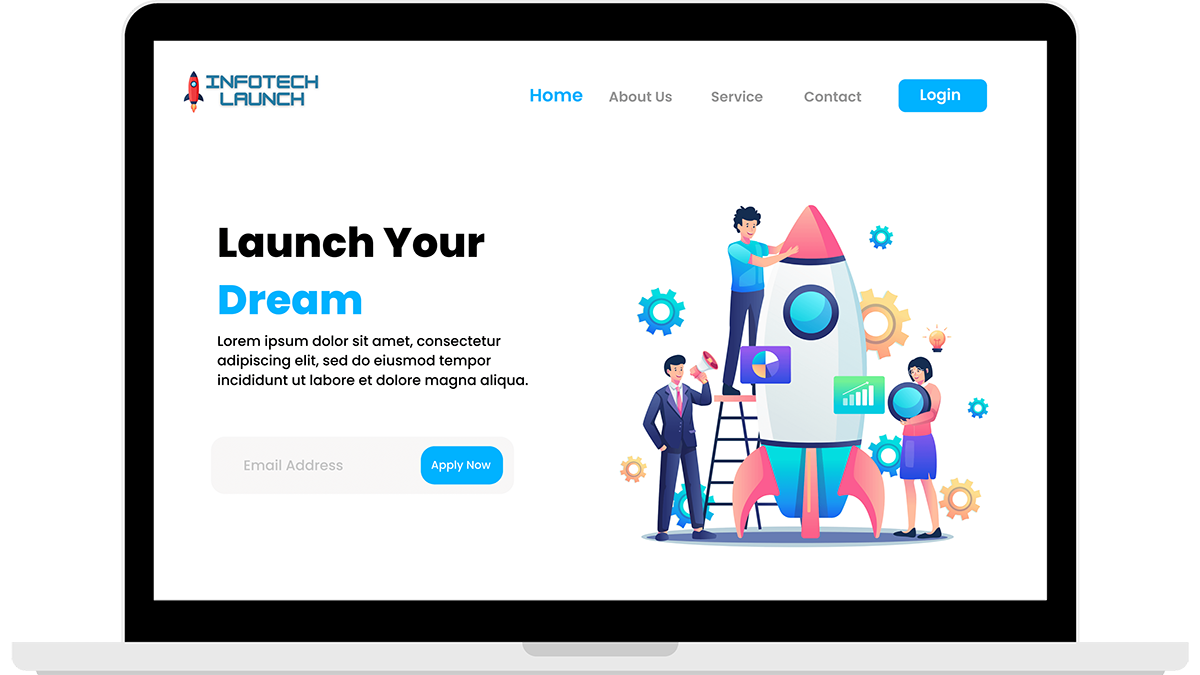 INFOTECH
LAUNCH
Home
About Us
Service
Contact
Login
Launch Your
Dream
Lorem ipsum dolor sit amet, consectetur
adipiscing elit, sed do eiusmod tempor
incididunt ut labore et dolore magna aliqua.
Email Address
Apply Now